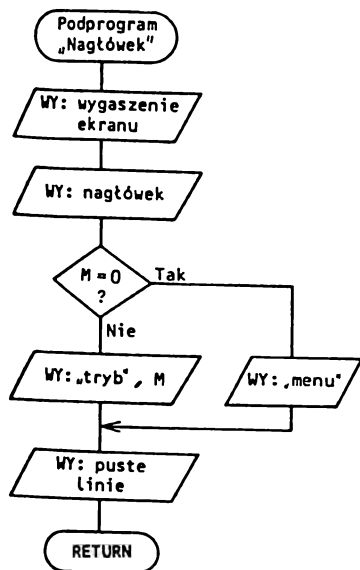 Podprogram
„Nagłówek"
WY: wygaszenie
ekranu
WY: nagłówek
M = 0
?
Tak
Nie
WY: „tryb", M
WY: „menu"
WY: puste
linie
RETURN